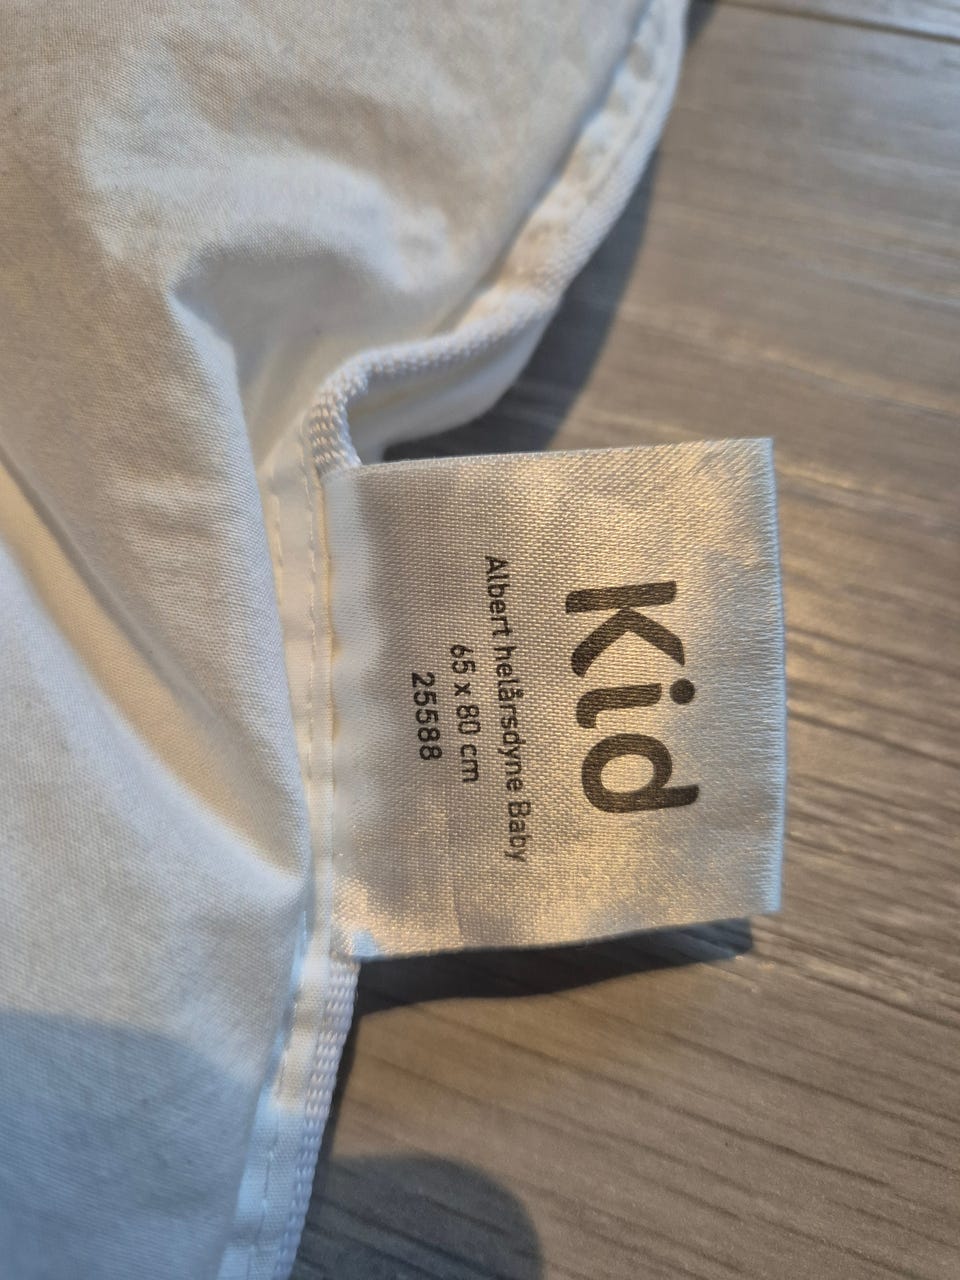 Kid
Albert helårsdyne Baby
65 x 80 cm
25588